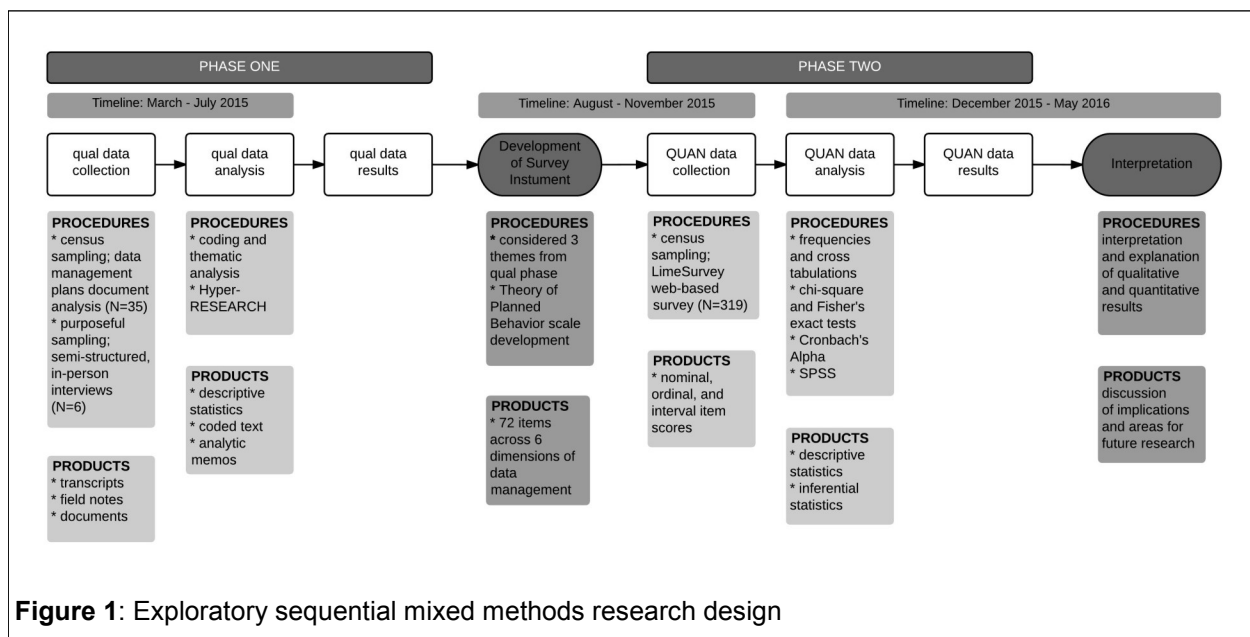 PHASE ONE
PHASE TWO
Timeline: March - July 2015
Timeline: August - November 2015
Timeline: December 2015 - May 2016
qual data
collection
qual data
analysis
qual data
results
Development
of Survey
Instument
QUAN data
collection
QUAN data
analysis
QUAN data
results
Interpretation
PROCEDURES
* census
sampling; data
management
plans document
analysis (N=35)
* purposeful
sampling;
semi-structured,
in-person
interviews
(N=6)
PRODUCTS
* transcripts
* field notes
* documents
PROCEDURES
* coding and
thematic
analysis
* Hyper-
RESEARCH
PRODUCTS
* descriptive
statistics
* coded text
* analytic
memos
PROCEDURES
* considered 3
themes from
qual phase
* Theory of
Planned
Behavior scale
development
PRODUCTS
* 72 items
across 6
dimensions of
data
management
PROCEDURES
* census
sampling;
LimeSurvey
web-based
survey (N=319)
PRODUCTS
* nominal,
ordinal, and
interval item
scores
PROCEDURES
* frequencies
and cross
tabulations
* chi-square
and Fisher's
exact tests
* Cronbach's
Alpha
* SPSS
PRODUCTS
* descriptive
statistics
* inferential
statistics
PROCEDURES
interpretation
and explanation
of qualitative
and quantitative
results
PRODUCTS
discussion
of implications
and areas for
future research
Figure 1: Exploratory sequential mixed methods research design